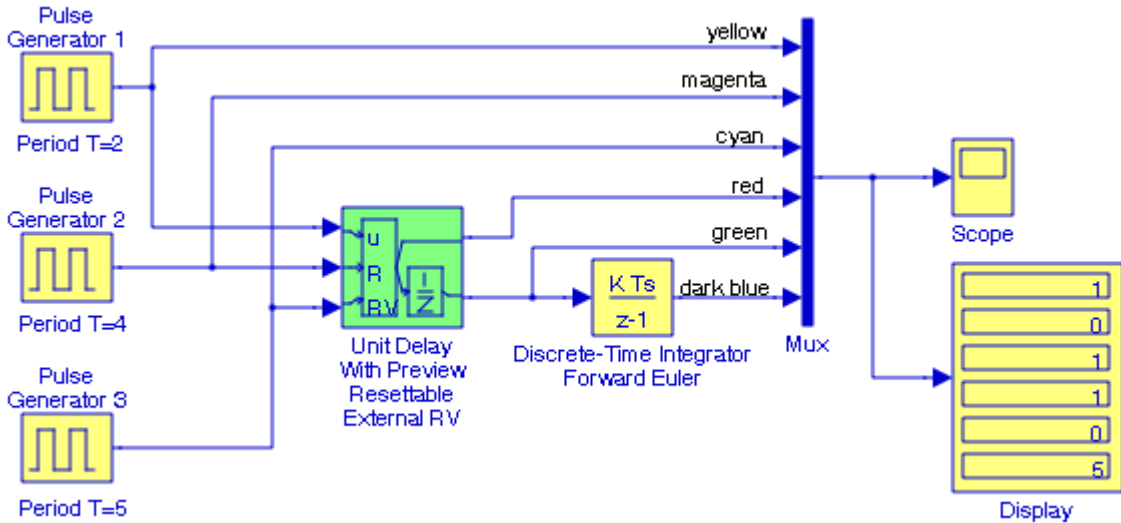 Pulse
Generator 1
Period T=2
yellow
magenta
cyan
red
green
dark blue
Pulse
Generator 2
Period T=4
u
R
RV
1
Z
Unit Delay
With Preview
Resettable
External RV
K Ts
z-1
Discrete-Time Integrator
Forward Euler
Mux
Scope
Pulse
Generator 3
Period T=5
1
0
1
1
0
5
Display